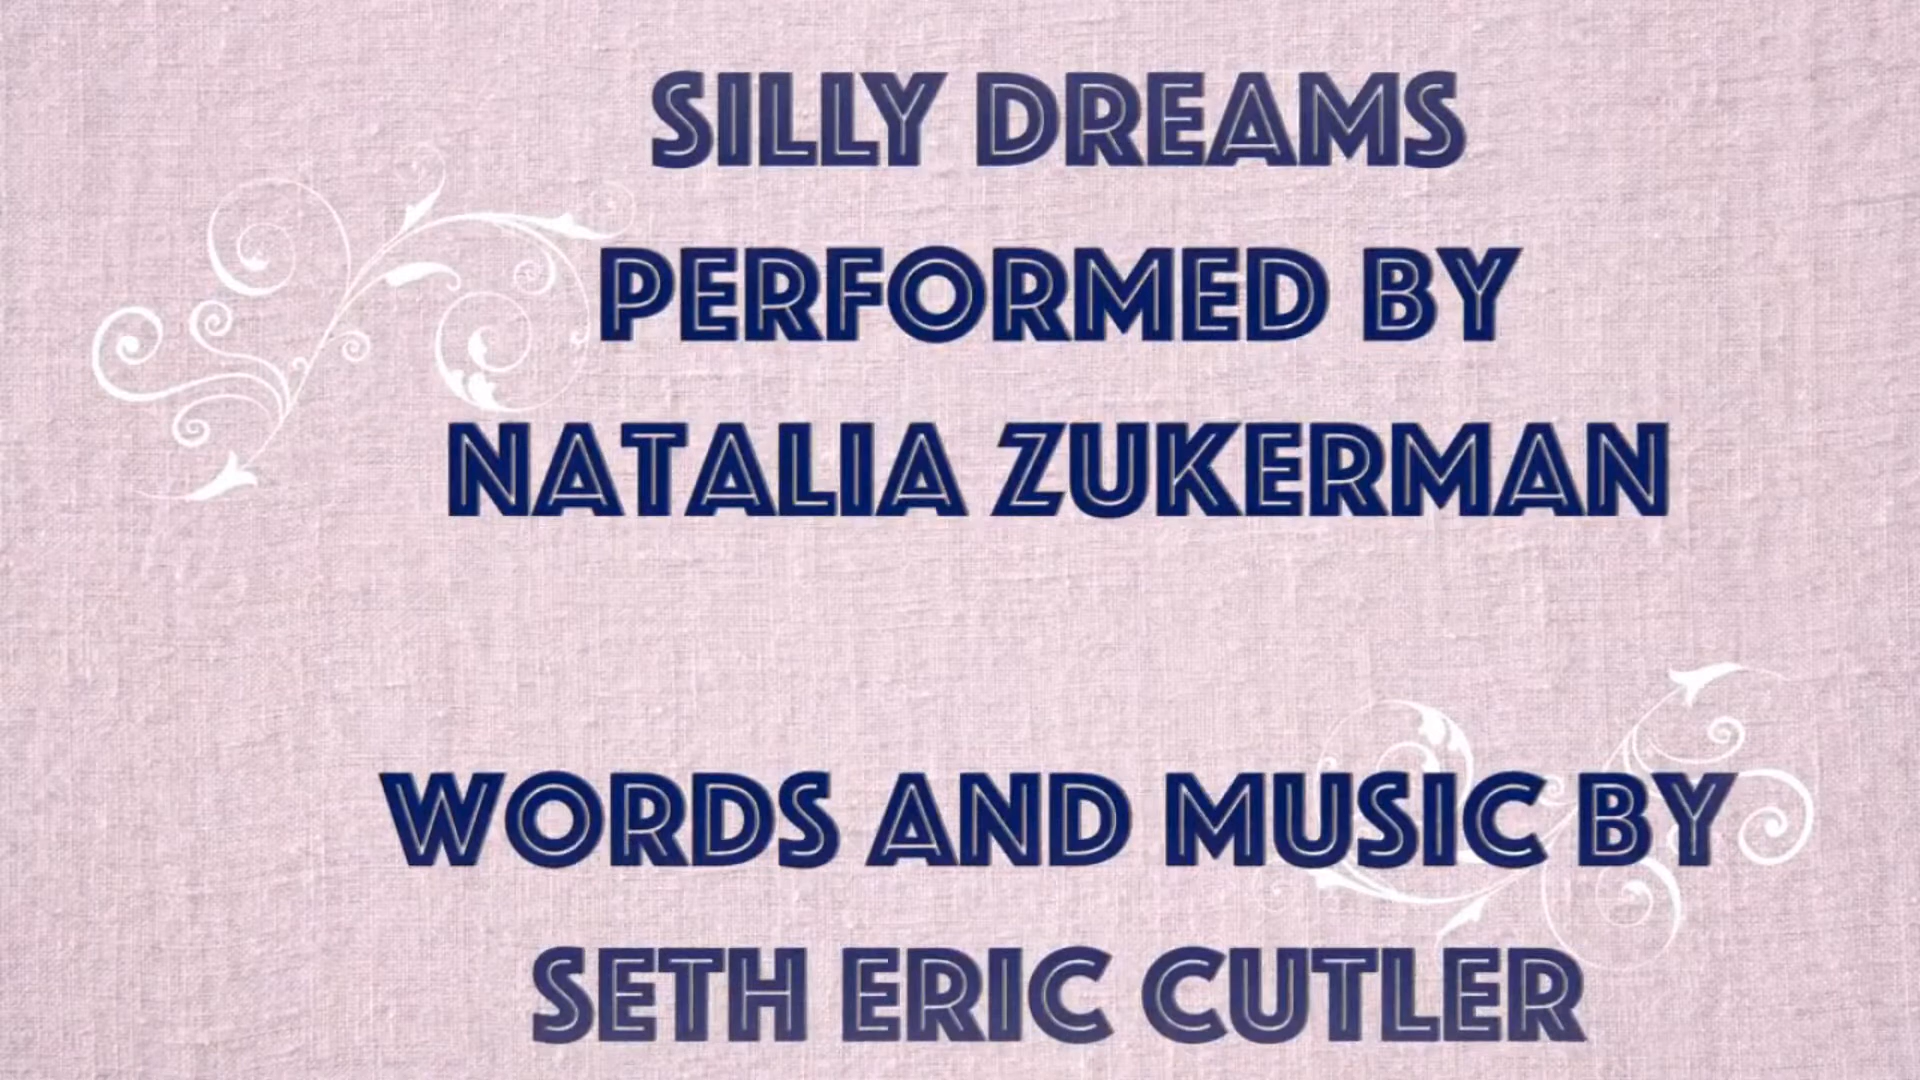 SILLY DREAMS
PERFORMED BY
NATALIA ZUKERMAN
WORDS AND MUSIC BY
SETH ERIC CUTLER